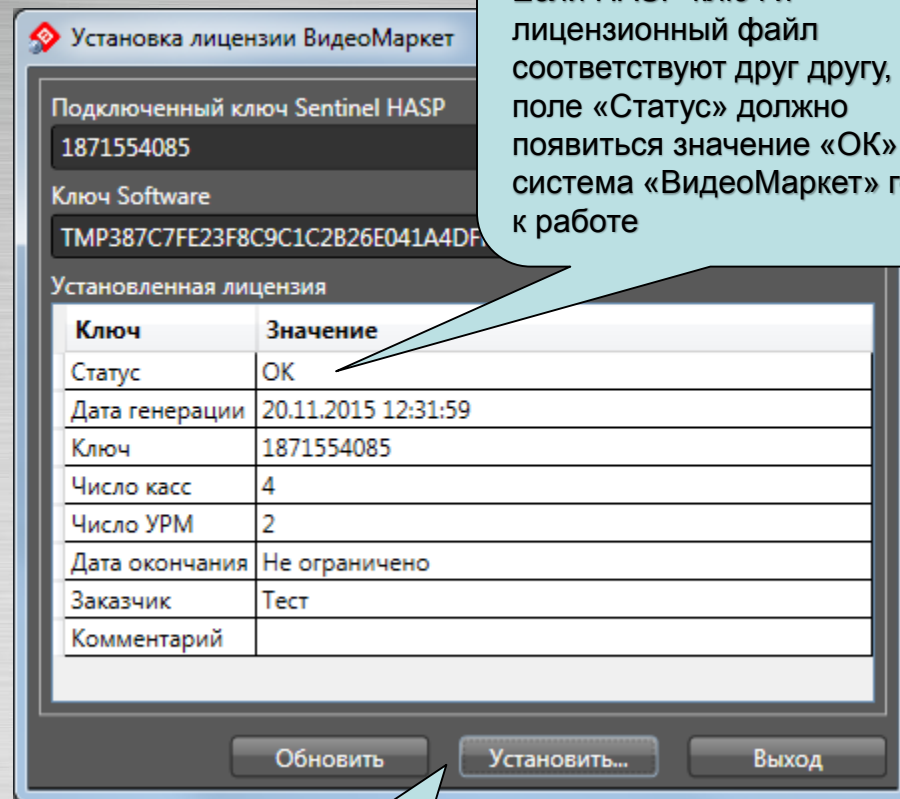 Установка лицензии ВидеоМаркет
лицензионный файл
соответствуют друг другу,
поле «Статус» должно
появиться значение «ОК»
система «ВидеоМаркет»
к работе
Подключенный ключ Sentinel HASP
1871554085
Ключ Software
TMP387C7FE23F8C9C1C2B26E041A4DF
Установленная лицензия
Ключ Значение
Статус OK
Дата генерации 20.11.2015 12:31:59
Ключ 1871554085
Число касс 4
Число УРМ 2
Дата окончания Не ограничено
Заказчик Тест
Комментарий
Обновить Установить... Выход